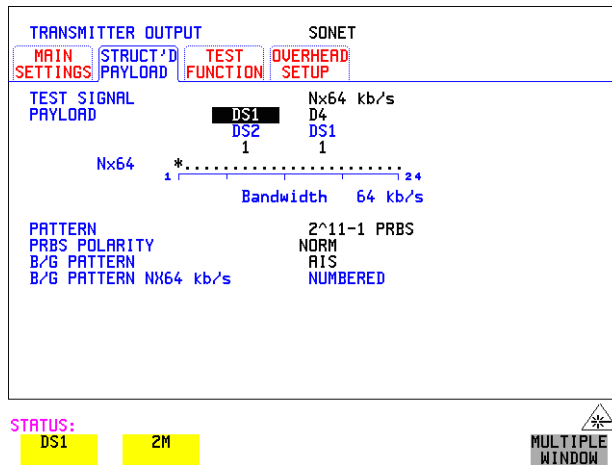 TRANSMITTER OUTPUT SONET
MAIN SETTINGS STRUCT'D PAYLOAD TEST FUNCTION OVERHEAD SETUP
TEST SIGNAL Nx64 kb/s
PAYLOAD DS1 D4
DS2 DS1
1 1
Nx64 *.......................
1 24
Bandwidth 64 kb/s
PATTERN 2^11-1 PRBS
PRBS POLARITY NORM
B/G PATTERN AIS
B/G PATTERN NX64 kb/s NUMBERED
STATUS:
DS1 2M MULTIPLE WINDOW